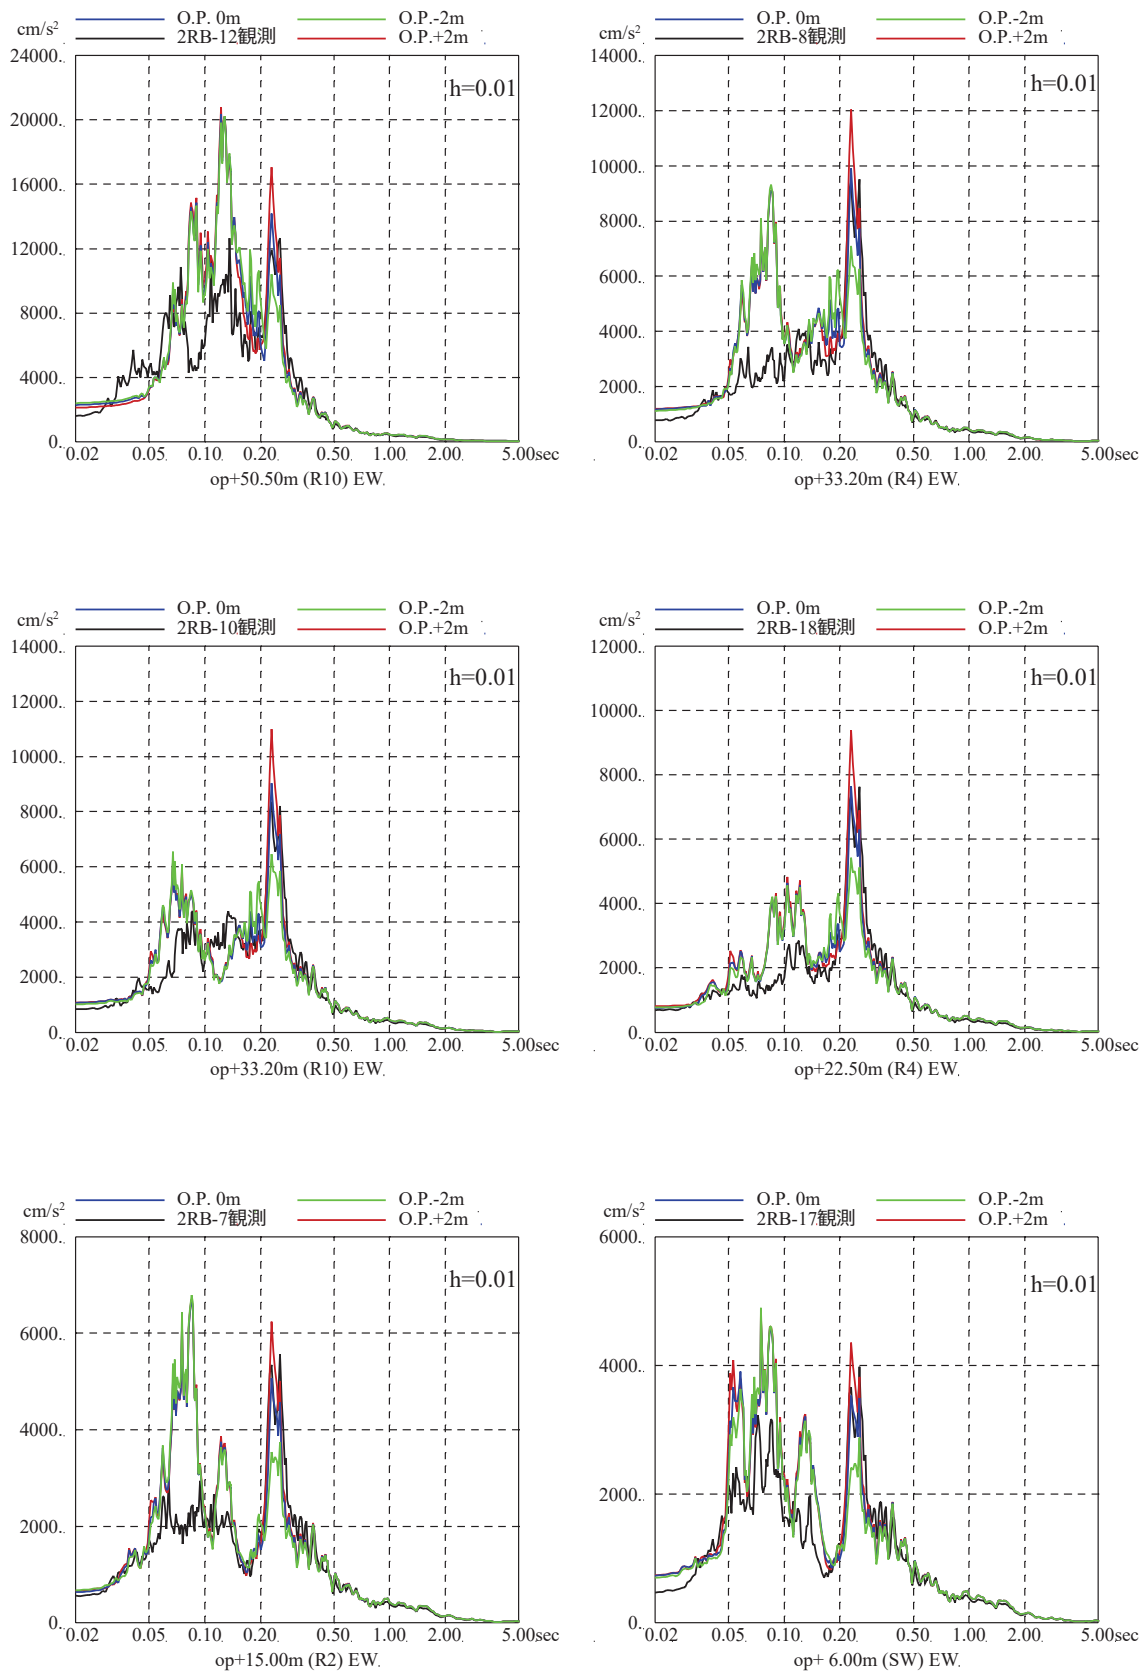 cm/s2
O.P. 0m
O.P.-2m
2RB-12観測
O.P.+2m
24000.
20000.
16000.
12000.
8000.
4000.
0.
h=0.01
0.02 0.05 0.10 0.20 0.50 1.00 2.00 5.00sec
op+50.50m (R10) EW.
cm/s2
O.P. 0m
O.P.-2m
2RB-8観測
O.P.+2m
14000.
12000.
10000.
8000.
6000.
4000.
2000.
0.
h=0.01
0.02 0.05 0.10 0.20 0.50 1.00 2.00 5.00sec
op+33.20m (R4) EW.
cm/s2
O.P. 0m
O.P.-2m
2RB-10観測
O.P.+2m
14000.
12000.
10000.
8000.
6000.
4000.
2000.
0.
h=0.01
0.02 0.05 0.10 0.20 0.50 1.00 2.00 5.00sec
op+33.20m (R10) EW.
cm/s2
O.P. 0m
O.P.-2m
2RB-18観測
O.P.+2m
12000.
10000.
8000.
6000.
4000.
2000.
0.
h=0.01
0.02 0.05 0.10 0.20 0.50 1.00 2.00 5.00sec
op+22.50m (R4) EW.
cm/s2
O.P. 0m
O.P.-2m
2RB-7観測
O.P.+2m
8000.
6000.
4000.
2000.
0.
h=0.01
0.02 0.05 0.10 0.20 0.50 1.00 2.00 5.00sec
op+15.00m (R2) EW.
cm/s2
O.P. 0m
O.P.-2m
2RB-17観測
O.P.+2m
6000.
4000.
2000.
0.
h=0.01
0.02 0.05 0.10 0.20 0.50 1.00 2.00 5.00sec
op+ 6.00m (SW) EW.